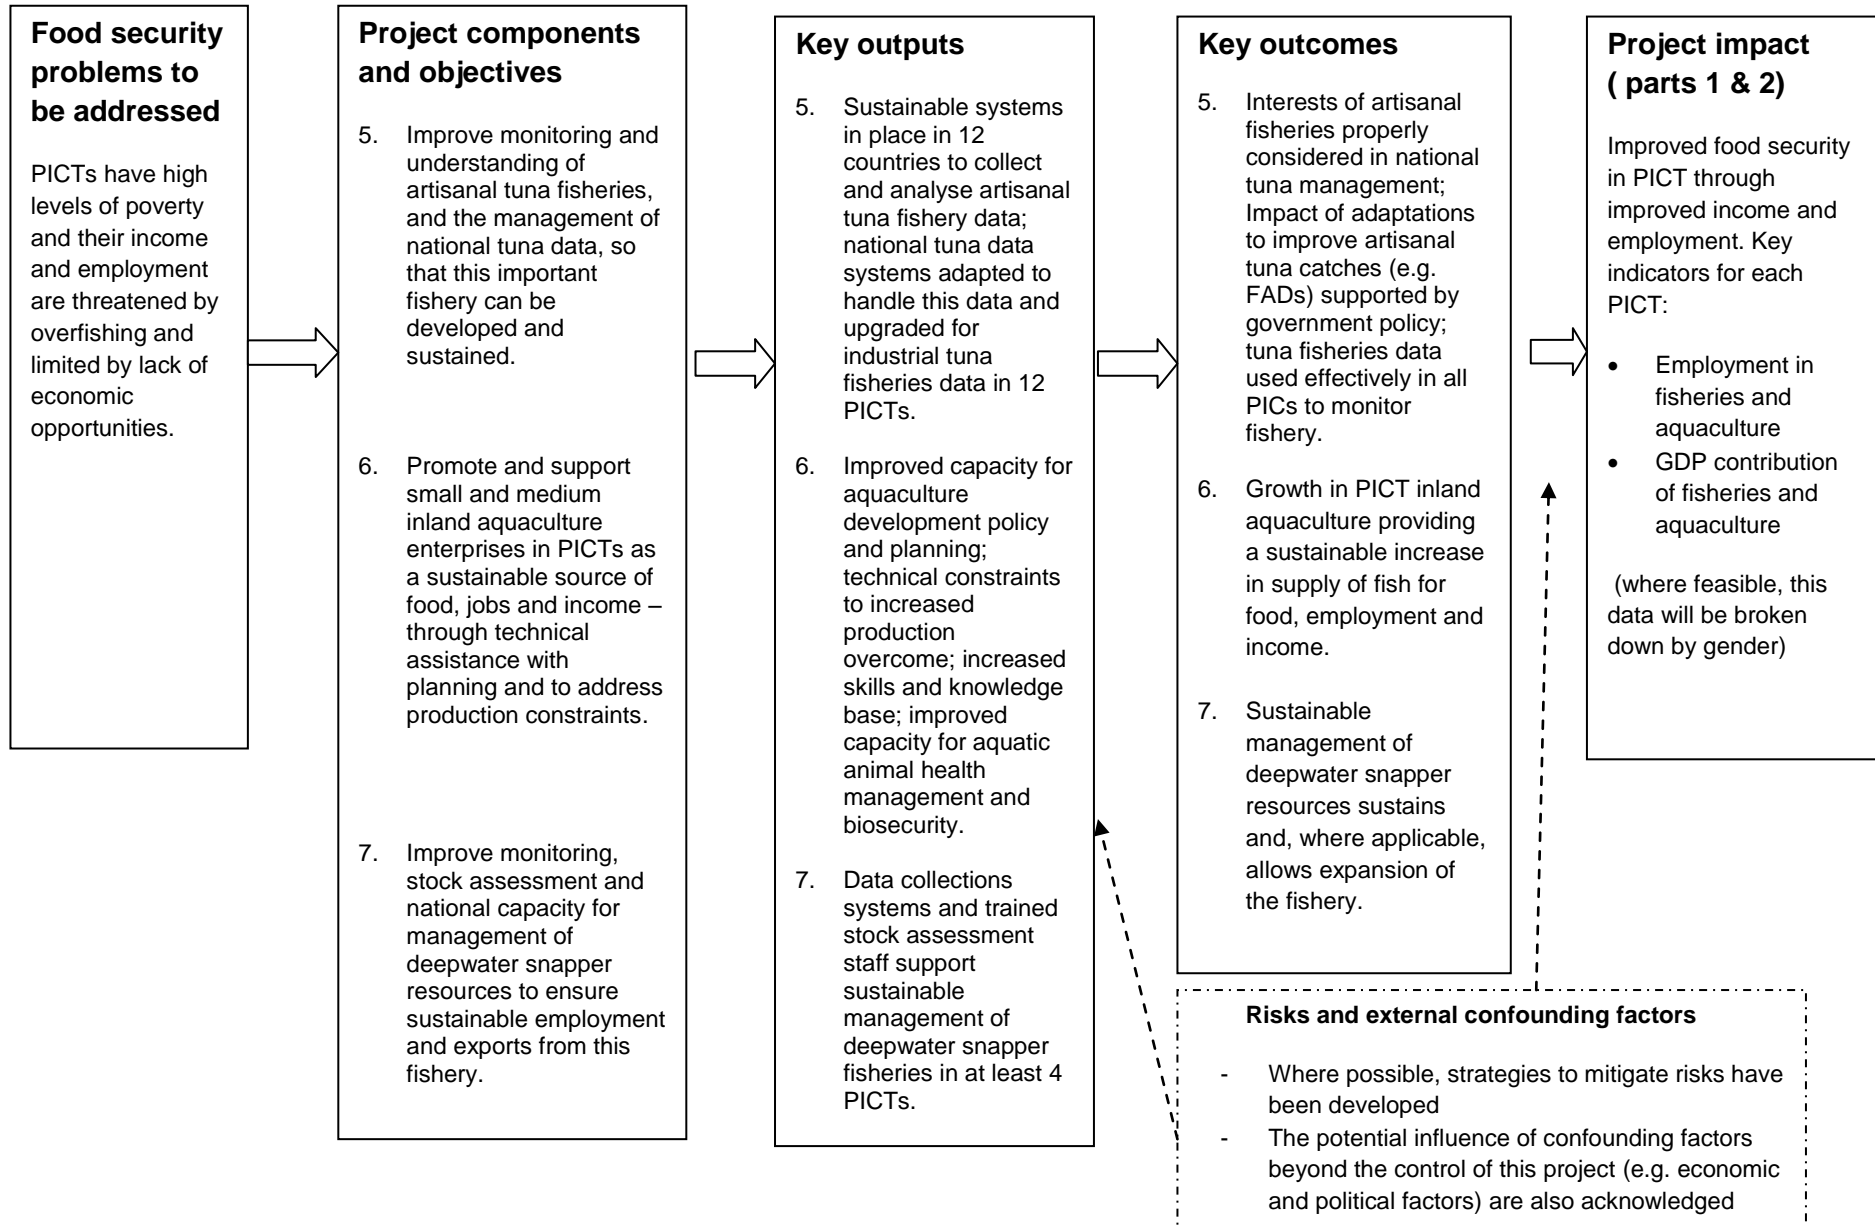 Food security
problems to
be addressed
PICTs have high
levels of poverty
and their income
and employment
are threatened by
overfishing and
limited by lack of
economic
opportunities.
Project components
and objectives
5. Improve monitoring and
understanding of
artisanal tuna fisheries,
and the management of
national tuna data, so
that this important
fishery can be
developed and
sustained.
6. Promote and support
small and medium
inland aquaculture
enterprises in PICTs as
a sustainable source of
food, jobs and income –
through technical
assistance with
planning and to address
production constraints.
7. Improve monitoring,
stock assessment and
national capacity for
management of
deepwater snapper
resources to ensure
sustainable employment
and exports from this
fishery.
Key outputs
5. Sustainable systems
in place in 12
countries to collect
and analyse artisanal
tuna fishery data;
national tuna data
systems adapted to
handle this data and
upgraded for
industrial tuna
fisheries data in 12
PICTs.
6. Improved capacity for
aquaculture
development policy
and planning;
technical constraints
to increased
production
overcome; increased
skills and knowledge
base; improved
capacity for aquatic
animal health
management and
biosecurity.
7. Data collections
systems and trained
stock assessment
staff support
sustainable
management of
deepwater snapper
fisheries in at least 4
PICTs.
Key outcomes
5. Interests of artisanal
fisheries properly
considered in national
tuna management;
Impact of adaptations
to improve artisanal
tuna catches (e.g.
FADs) supported by
government policy;
tuna fisheries data
used effectively in all
PICs to monitor
fishery.
6. Growth in PICT inland
aquaculture providing
a sustainable increase
in supply of fish for
food, employment and
income.
7. Sustainable
management of
deepwater snapper
resources sustains
and, where applicable,
allows expansion of
the fishery.
Project impact
( parts 1 & 2)
Improved food security
in PICT through
improved income and
employment. Key
indicators for each
PICT:
• Employment in
fisheries and
aquaculture
• GDP contribution
of fisheries and
aquaculture
(where feasible, this
data will be broken
down by gender)
Risks and external confounding factors
- Where possible, strategies to mitigate risks have
been developed
- The potential influence of confounding factors
beyond the control of this project (e.g. economic
and political factors) are also acknowledged